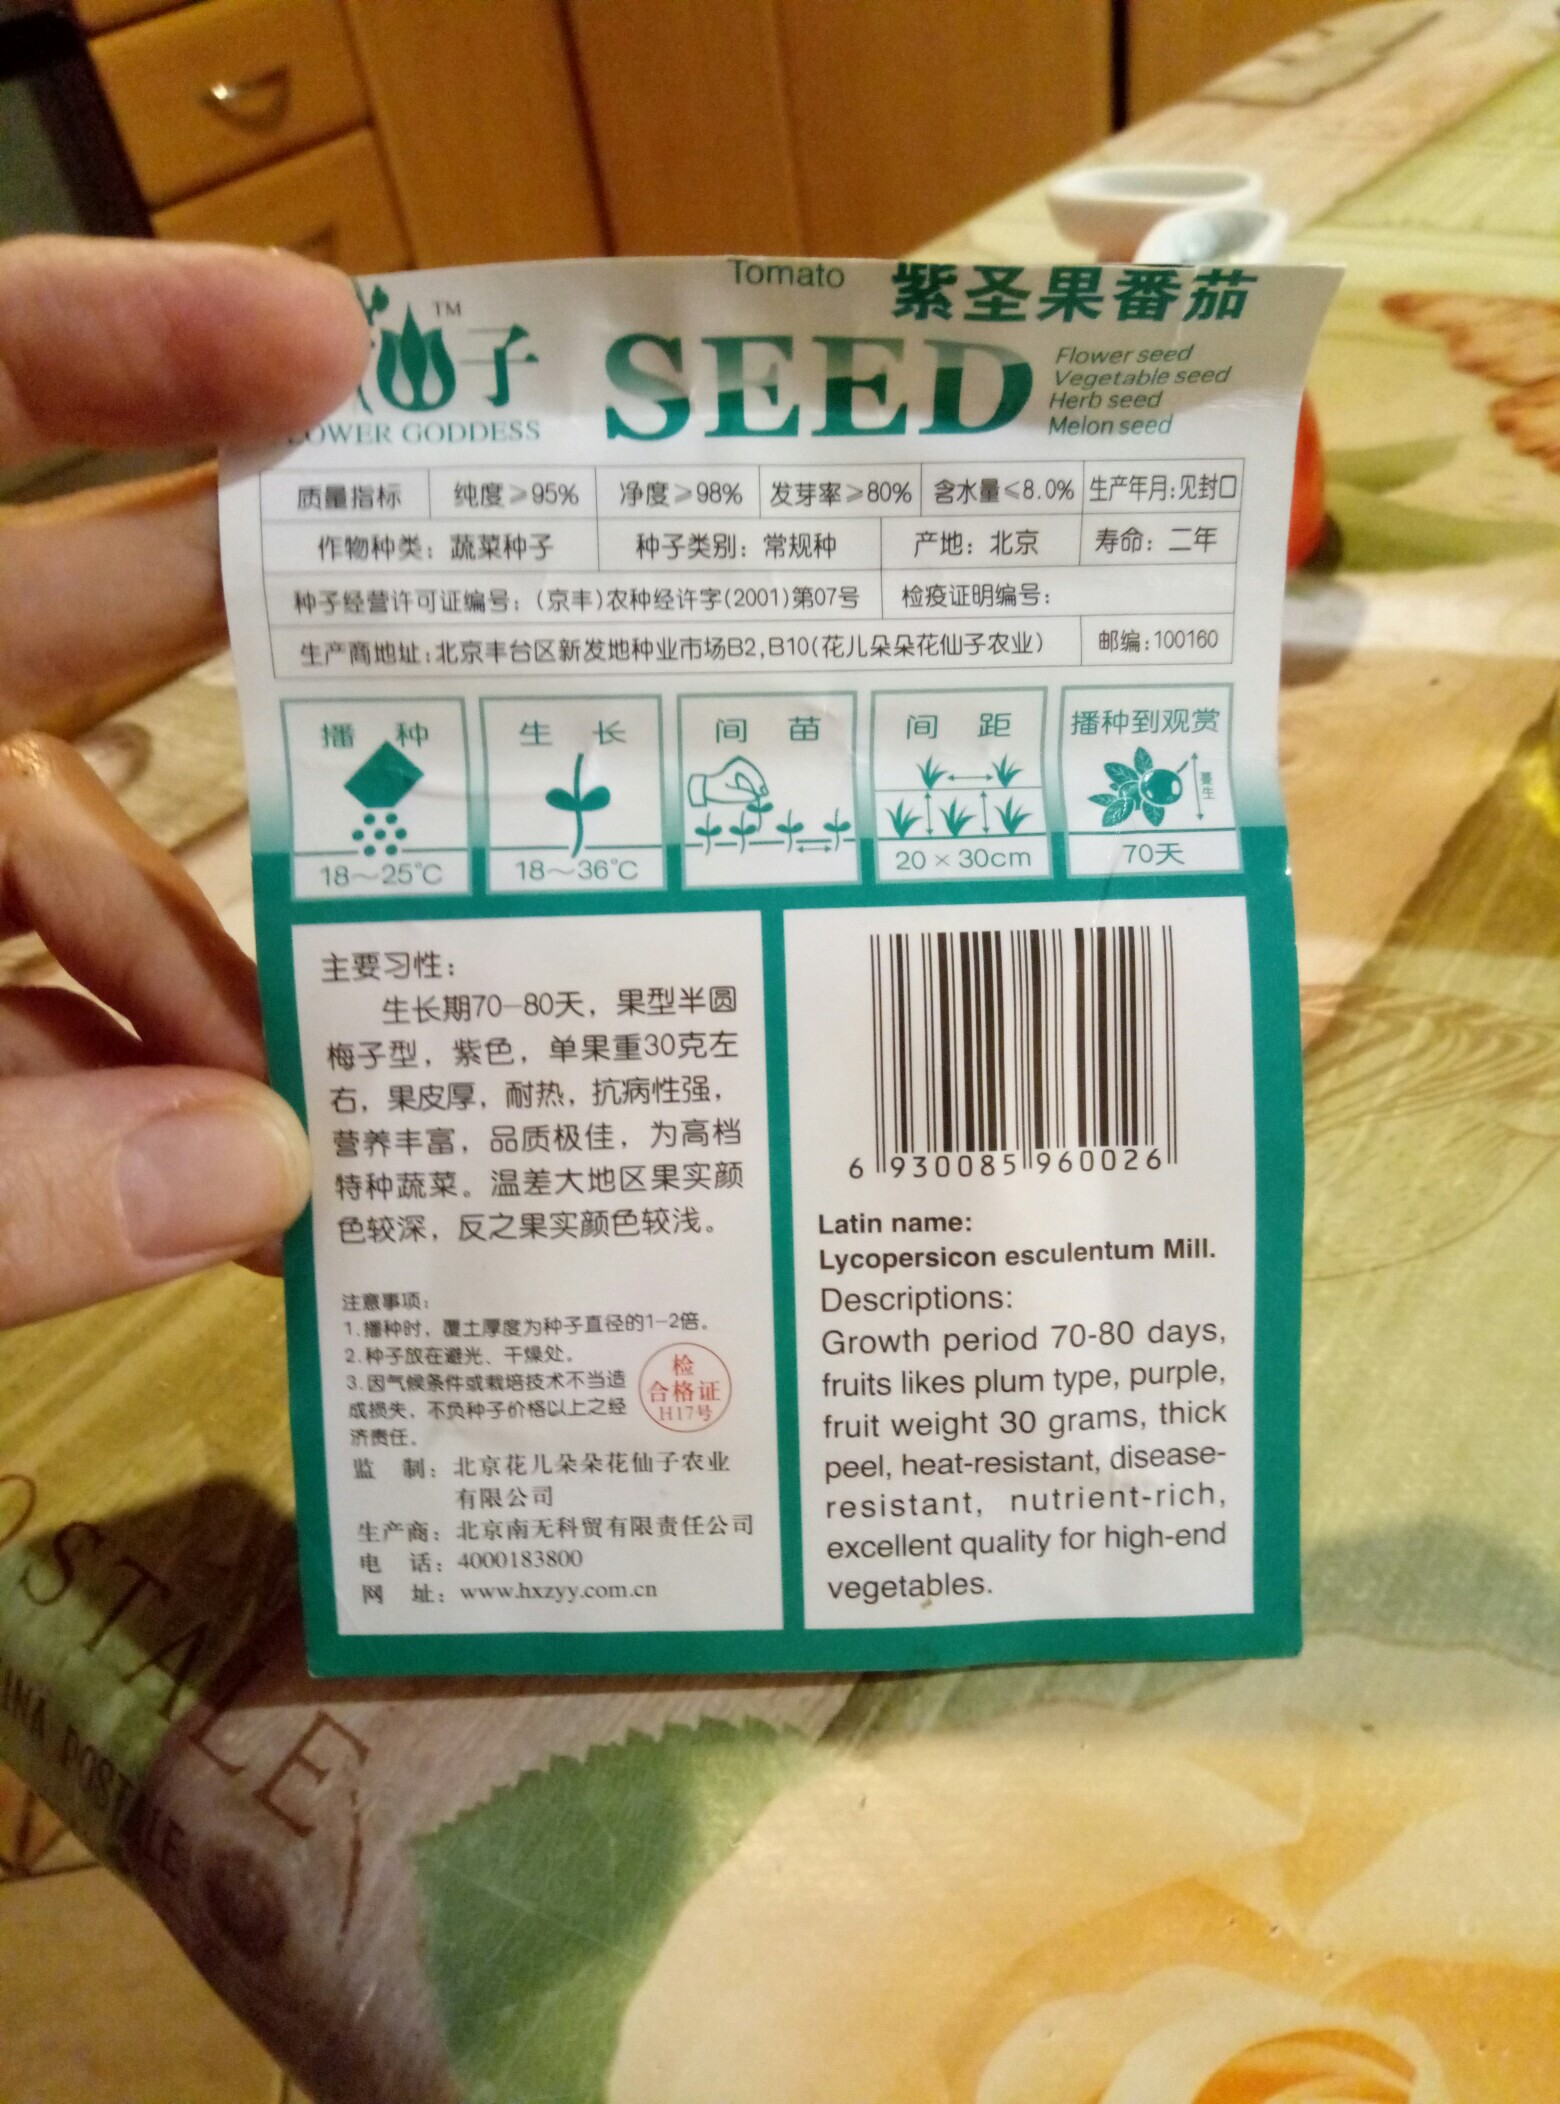 Tomato 紫圣果番茄
仙子 TM
LOWER GODDESS
SEED
Flower seed
Vegetable seed
Herb seed
Melon seed
质量指标 纯度≥95% 净度≥98% 发芽率≥80% 含水量≤8.0% 生产年月:见封口
作物种类：蔬菜种子 种子类别：常规种 产地：北京 寿命：二年
种子经营许可证编号：(京丰)农种经许字(2001)第07号 检疫证明编号：
生产商地址:北京丰台区新发地种业市场B2,B10(花儿朵朵花仙子农业) 邮编:100160
播 种 生 长 间 苗 间 距 播种到观赏
蔓生
18～25℃ 18～36℃ 20×30cm 70天
主要习性：
生长期70-80天，果型半圆
梅子型，紫色，单果重30克左
右，果皮厚，耐热，抗病性强，
营养丰富，品质极佳，为高档
特种蔬菜。温差大地区果实颜
色较深，反之果实颜色较浅。
注意事项：
1.播种时，覆土厚度为种子直径的1-2倍。
2.种子放在避光、干燥处。
3.因气候条件或栽培技术不当造
成损失，不负种子价格以上之经
济责任。
检
合格证
H17号
监 制：北京花儿朵朵花仙子农业
有限公司
生产商：北京南无科贸有限责任公司
电 话：4000183800
网 址：www.hxzyy.com.cn
6 930085 960026
Latin name:
Lycopersicon esculentum Mill.
Descriptions:
Growth period 70-80 days,
fruits likes plum type, purple,
fruit weight 30 grams, thick
peel, heat-resistant, disease-
resistant, nutrient-rich,
excellent quality for high-end
vegetables.
OSTALE
INA POSTALE